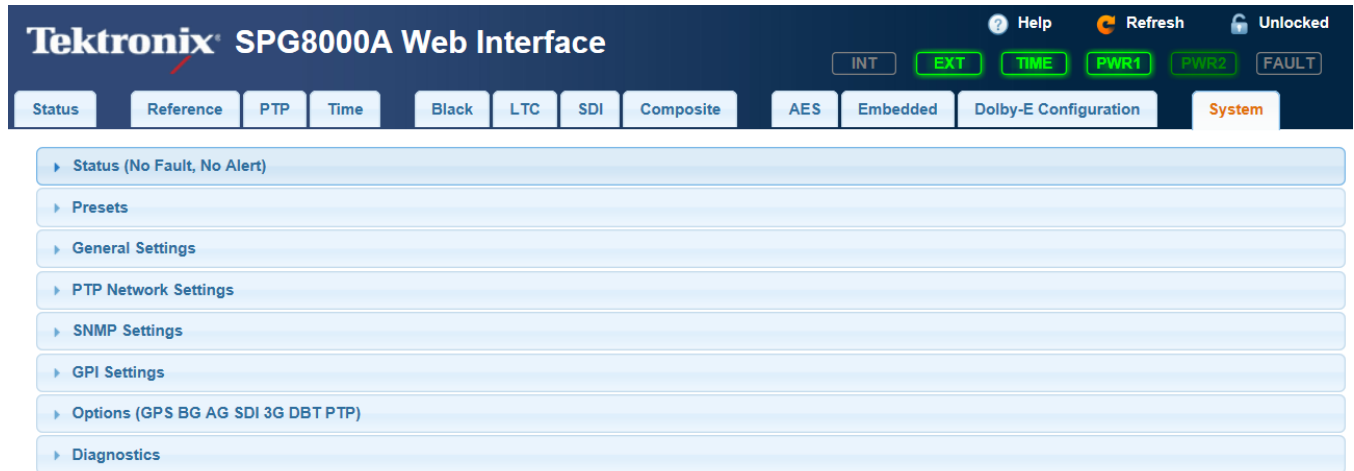 Help Refresh Unlocked
Tektronix SPG8000A Web Interface
INT EXT TIME PWR1 PWR2 FAULT
Status Reference PTP Time Black LTC SDI Composite AES Embedded Dolby-E Configuration System
Status (No Fault, No Alert)
Presets
General Settings
PTP Network Settings
SNMP Settings
GPI Settings
Options (GPS BG AG SDI 3G DBT PTP)
Diagnostics